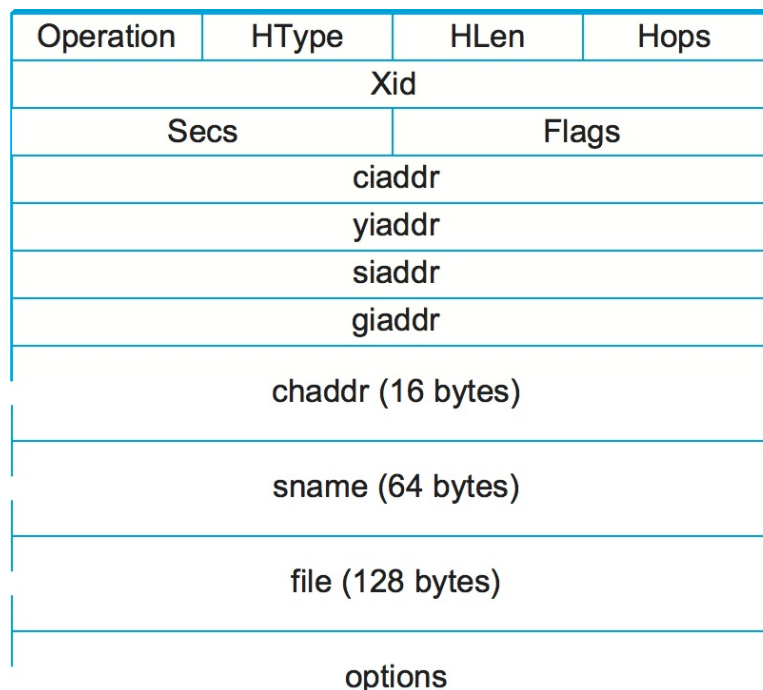 Operation HType HLen Hops
Xid
Secs Flags
ciaddr
yiaddr
siaddr
giaddr
chaddr (16 bytes)
sname (64 bytes)
file (128 bytes)
options